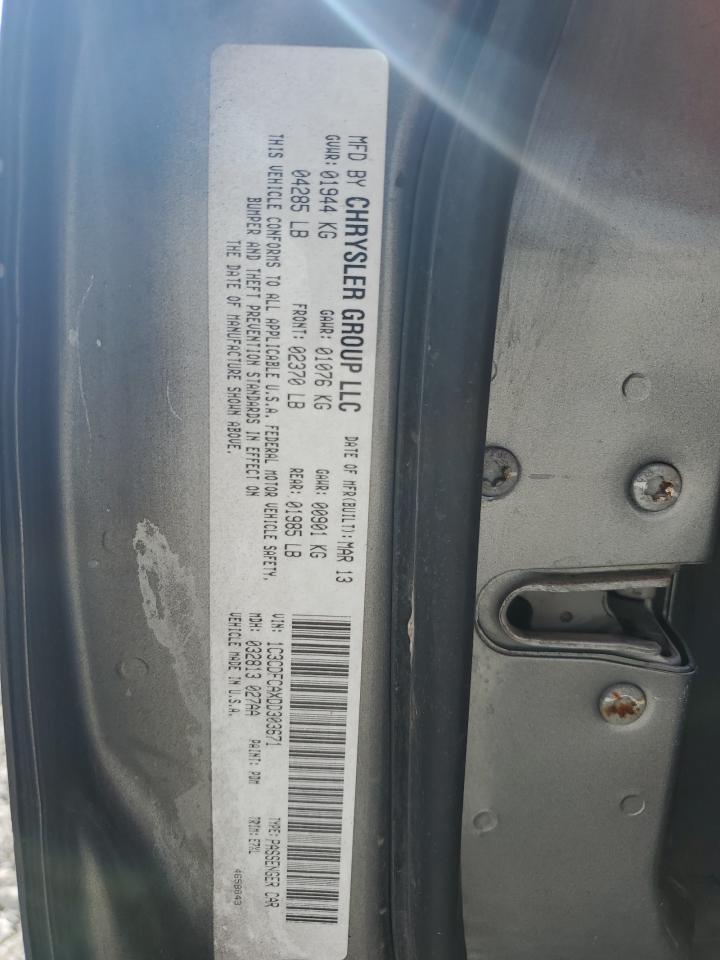 MFD BY CHRYSLER GROUP LLC DATE OF MFR(BUILT): MAR 13
GVWR: 01944 KG GAWR: 01076 KG GAWR: 00901 KG
04285 LB FRONT: 02370 LB REAR: 01985 LB
THIS VEHICLE CONFORMS TO ALL APPLICABLE U.S.A. FEDERAL MOTOR VEHICLE SAFETY,
BUMPER AND THEFT PREVENTION STANDARDS IN EFFECT ON
THE DATE OF MANUFACTURE SHOWN ABOVE.
VIN: 1C3CDFCAXDD303671 TYPE: PASSENGER CAR
MDH: 032813 027AA PAINT: PDM TRIM: E7XL
VEHICLE MADE IN U.S.A.